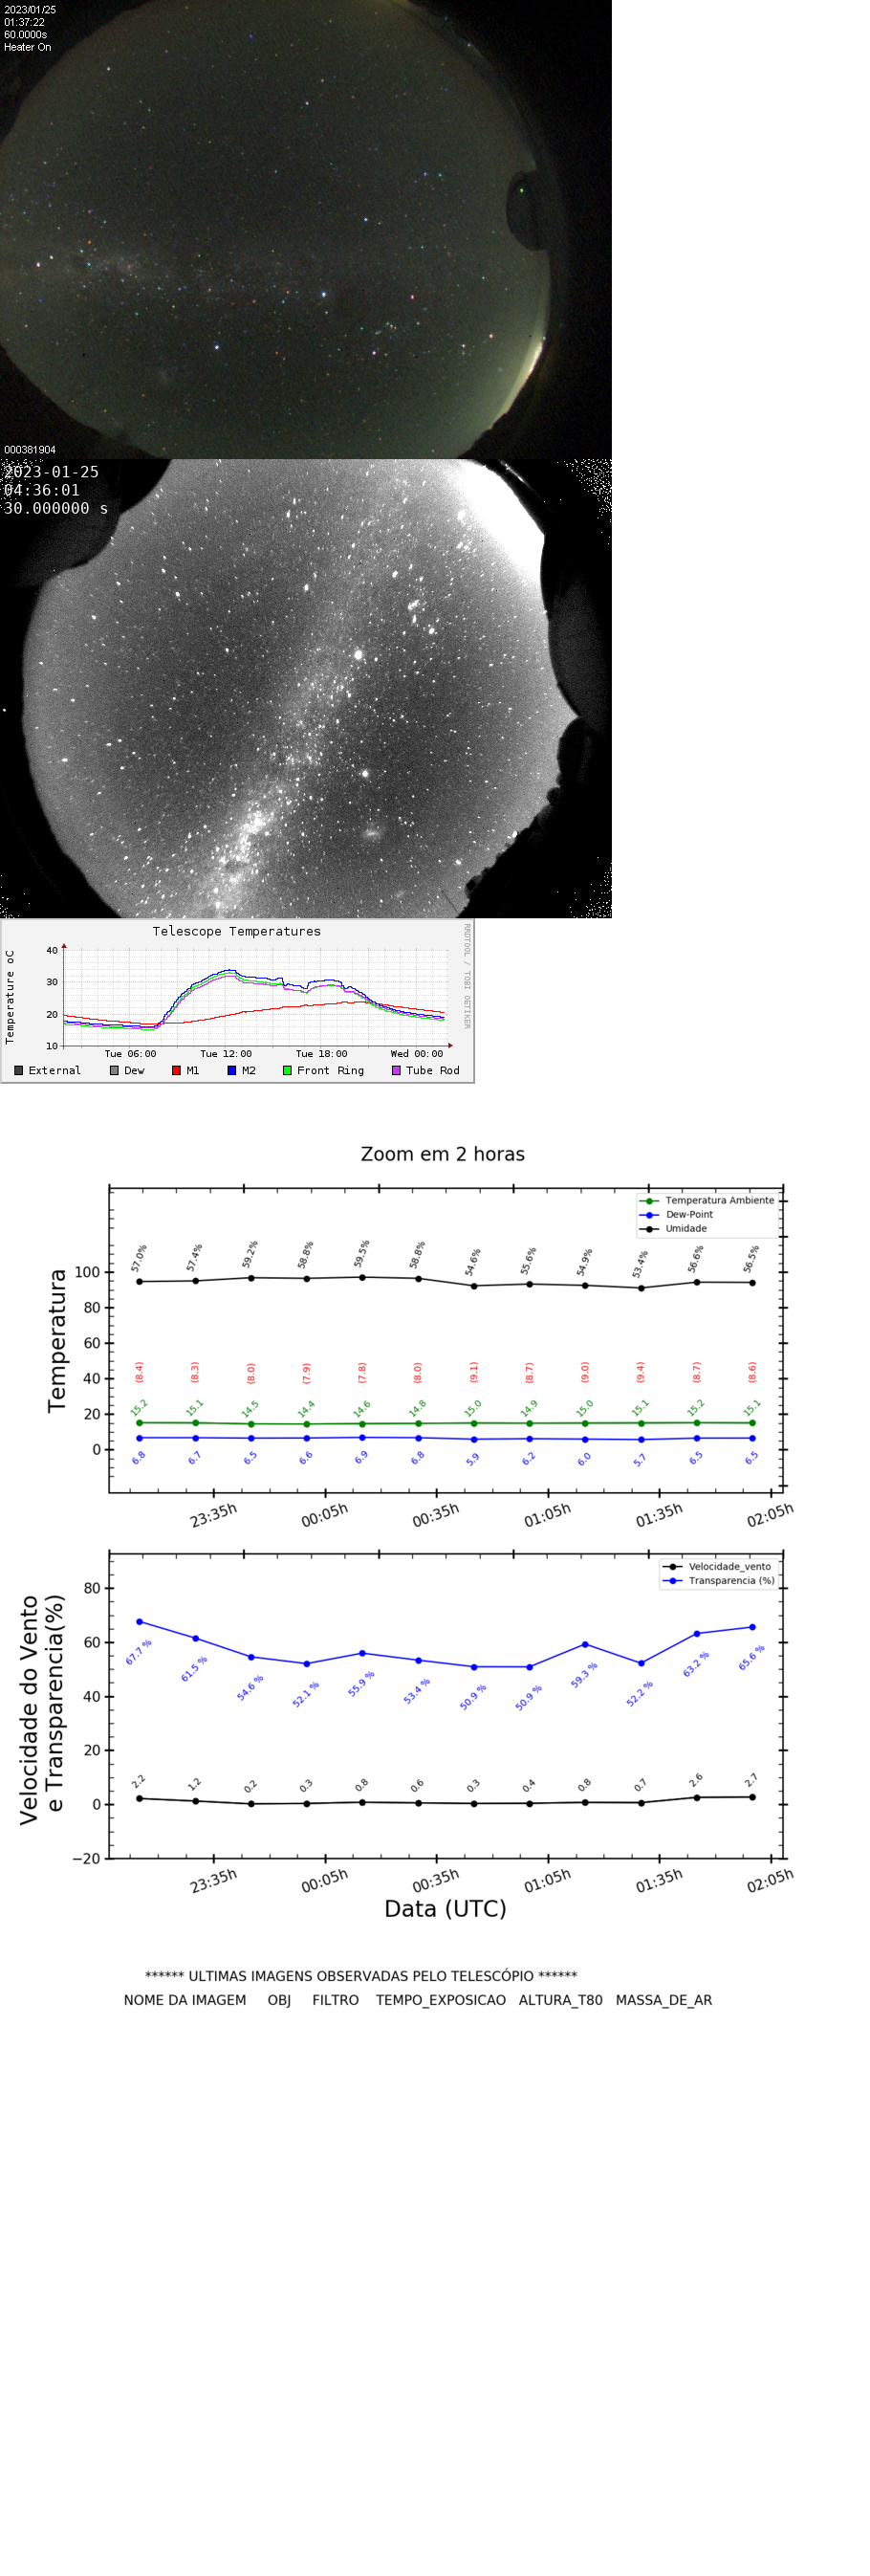 2023/01/25
01:37:22
60.0000s
Heater On
000381904
2023-01-25
04:36:01
30.000000 s
Telescope Temperatures
RRDTOOL / TOBI OETIKER
Temperature oC
40
30
20
10
Tue 06:00 Tue 12:00 Tue 18:00 Wed 00:00
External Dew M1 M2 Front Ring Tube Rod
Zoom em 2 horas
Temperatura Ambiente
Dew-Point
Umidade
57.0% 57.4% 59.2% 58.8% 59.5% 58.8% 54.6% 55.6% 54.9% 53.4% 56.6% 56.5%
Temperatura
100
80
60
40
20
0
(8.4) (8.3) (8.0) (7.9) (7.8) (8.0) (9.1) (8.7) (9.0) (9.4) (8.7) (8.6)
15.2 15.1 14.5 14.4 14.6 14.8 15.0 14.9 15.0 15.1 15.2 15.1
6.8 6.7 6.5 6.6 6.9 6.8 5.9 6.2 6.0 5.7 6.5 6.5
23:35h 00:05h 00:35h 01:05h 01:35h 02:05h
Velocidade_vento
Transparencia (%)
Velocidade do Vento
e Transparencia(%)
80
60
40
20
0
−20
67.7 % 61.5 % 54.6 % 52.1 % 55.9 % 53.4 % 50.9 % 50.9 % 59.3 % 52.2 % 63.2 % 65.6 %
2.2 1.2 0.2 0.3 0.8 0.6 0.3 0.4 0.8 0.7 2.6 2.7
23:35h 00:05h 00:35h 01:05h 01:35h 02:05h
Data (UTC)
****** ULTIMAS IMAGENS OBSERVADAS PELO TELESCÓPIO ******
NOME DA IMAGEM OBJ FILTRO TEMPO_EXPOSICAO ALTURA_T80 MASSA_DE_AR